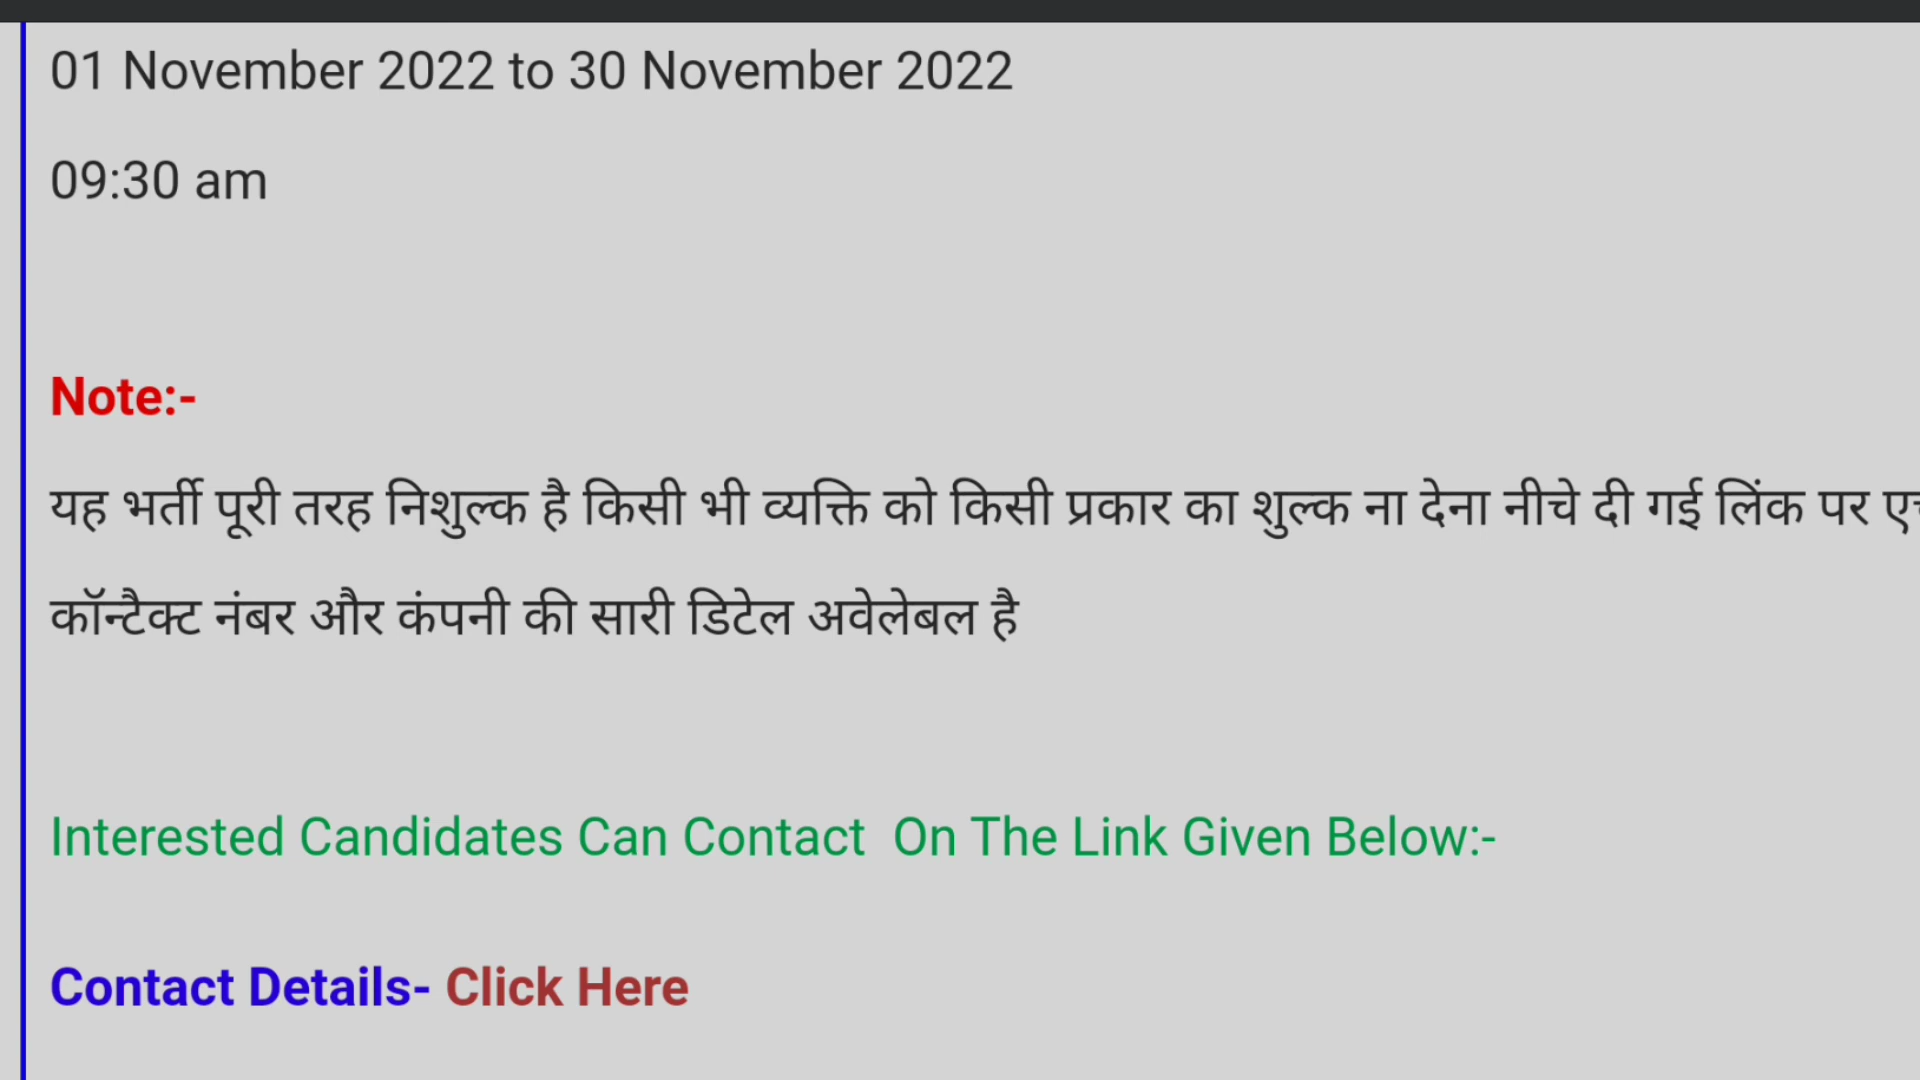 01 November 2022 to 30 November 2022
09:30 am
Note:-
यह भर्ती पूरी तरह निशुल्क है किसी भी व्यक्ति को किसी प्रकार का शुल्क ना देना नीचे दी गई लिंक पर
कॉन्टैक्ट नंबर और कंपनी की सारी डिटेल अवेलेबल है
Interested Candidates Can Contact On The Link Given Below:-
Contact Details- Click Here